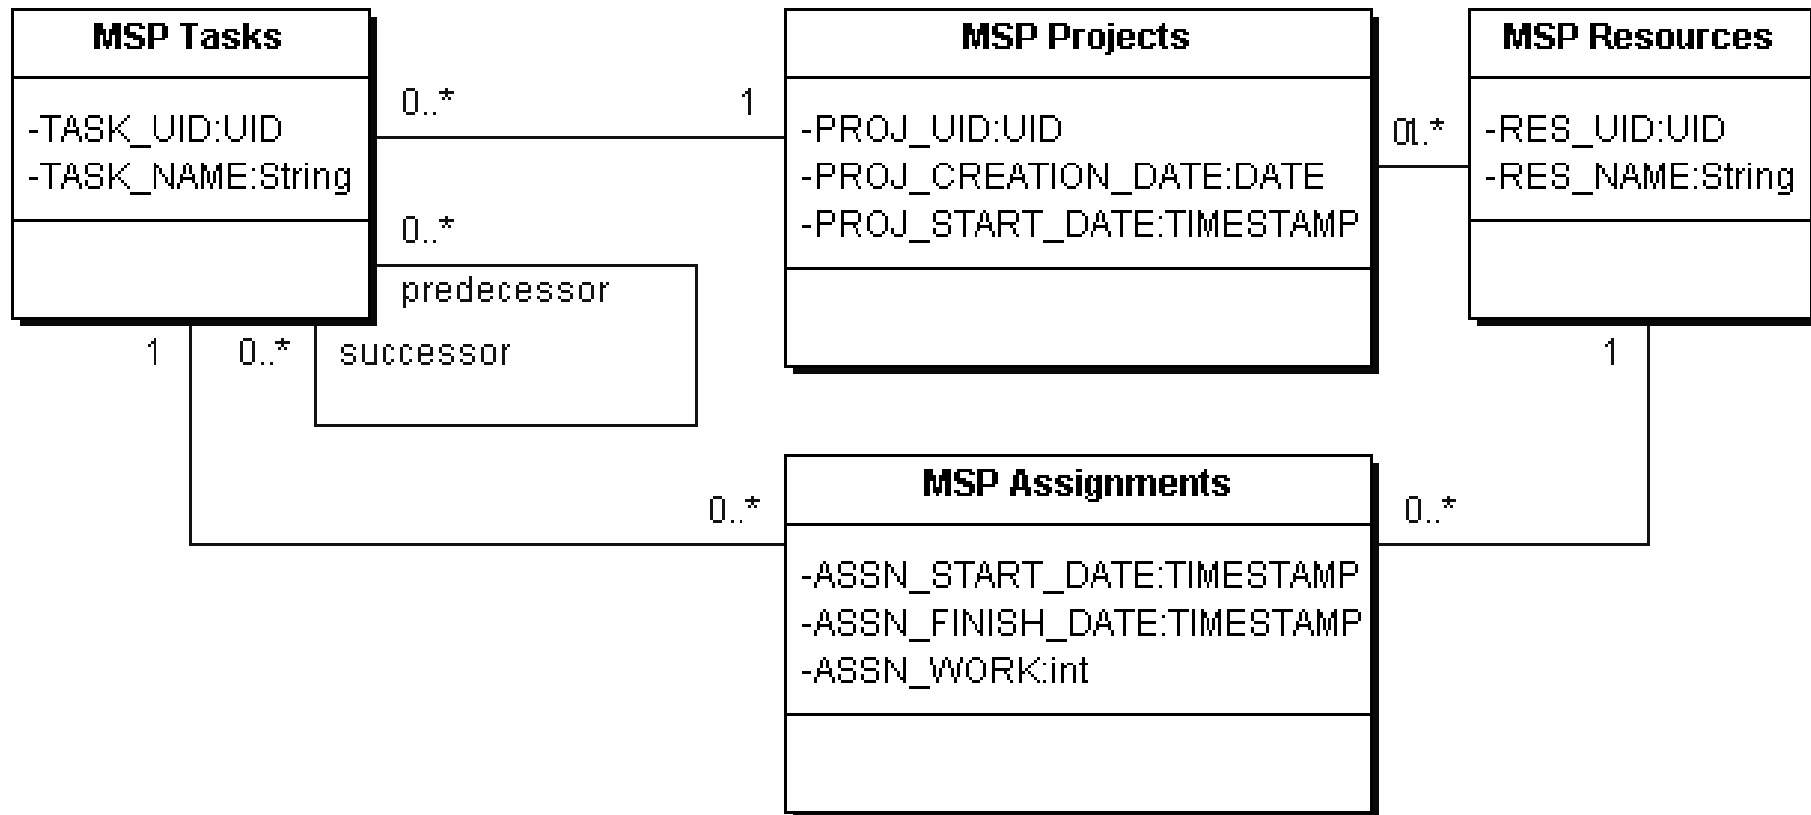 MSP Tasks
-TASK_UID:UID
-TASK_NAME:String
0..*
1
MSP Projects
-PROJ_UID:UID
-PROJ_CREATION_DATE:DATE
-PROJ_START_DATE:TIMESTAMP
MSP Resources
-RES_UID:UID
-RES_NAME:String
0..*
predecessor
1
0..*
successor
1
0..*
0..*
MSP Assignments
-ASSN_START_DATE:TIMESTAMP
-ASSN_FINISH_DATE:TIMESTAMP
-ASSN_WORK:int